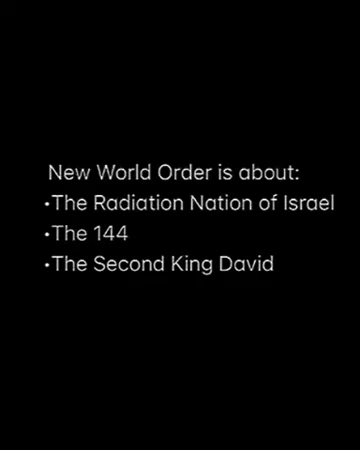 New World Order is about:
•The Radiation Nation of Israel
•The 144
•The Second King David